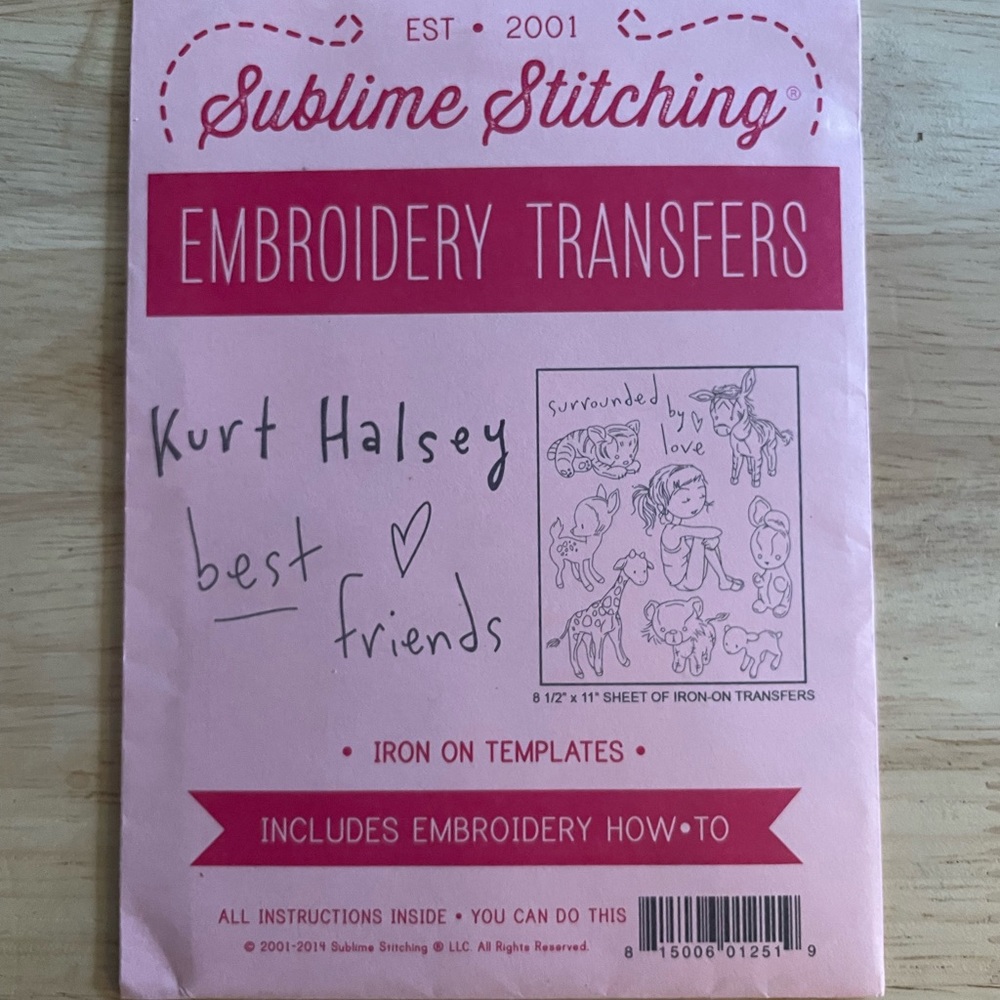 EST • 2001
Sublime Stitching®
EMBROIDERY TRANSFERS
Kurt Halsey
best ♡
friends
surrounded
by ♡
love
8 1/2" x 11" SHEET OF IRON-ON TRANSFERS
• IRON ON TEMPLATES •
INCLUDES EMBROIDERY HOW•TO
ALL INSTRUCTIONS INSIDE • YOU CAN DO THIS
© 2001-2019 Sublime Stitching ® LLC. All Rights Reserved.
8 15006 01251 9